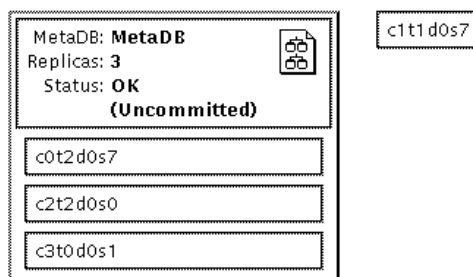 MetaDB: MetaDB
Replicas: 3
Status: OK
(Uncommitted)
c0t2d0s7
c2t2d0s0
c3t0d0s1
c1t1d0s7